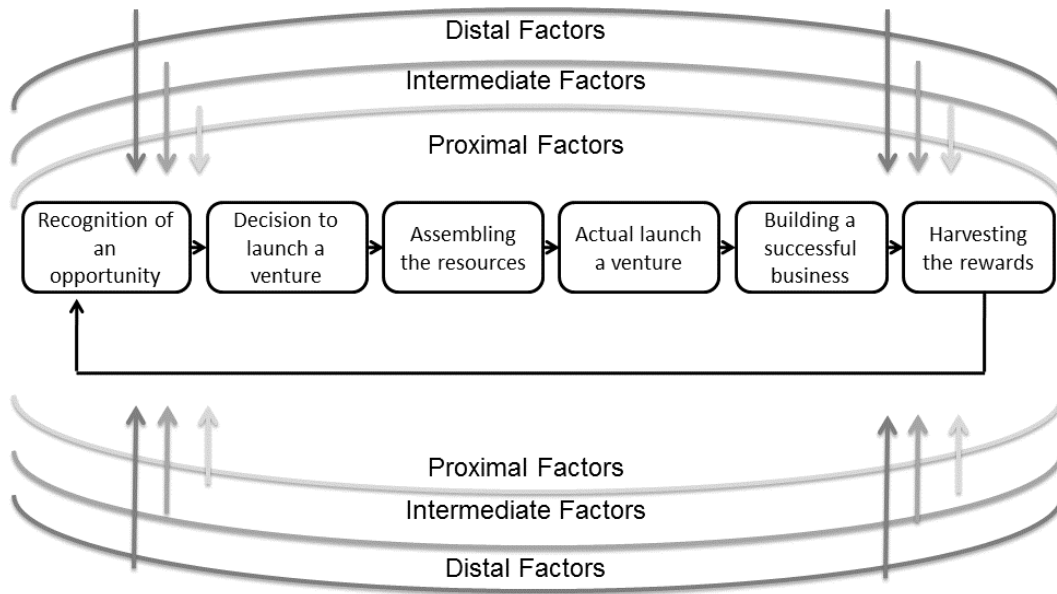 Distal Factors
Intermediate Factors
Proximal Factors
Recognition of
an
opportunity
Decision to
launch a
venture
Assembling
the resources
Actual launch
a venture
Building a
successful
business
Harvesting
the rewards
Proximal Factors
Intermediate Factors
Distal Factors